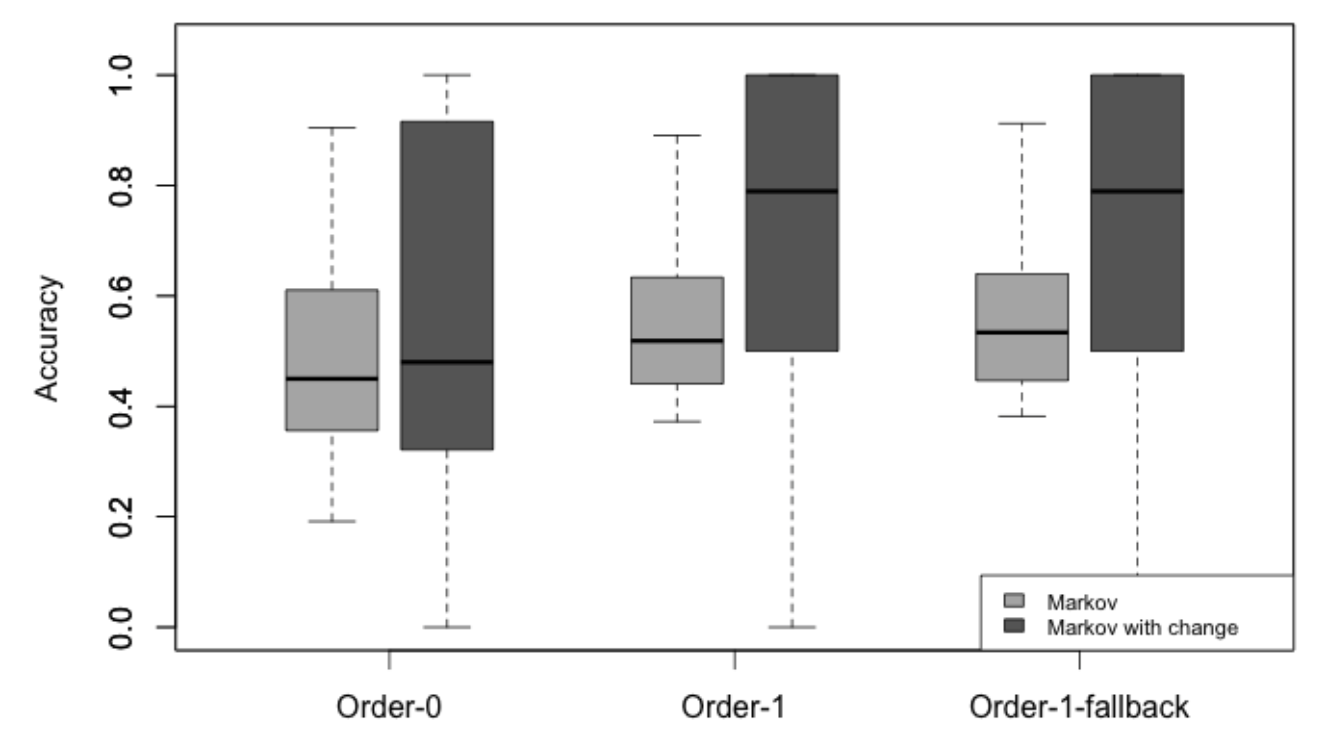 Accuracy
1.0
0.8
0.6
0.4
0.2
0.0
Markov
Markov with change
Order-0
Order-1
Order-1-fallback